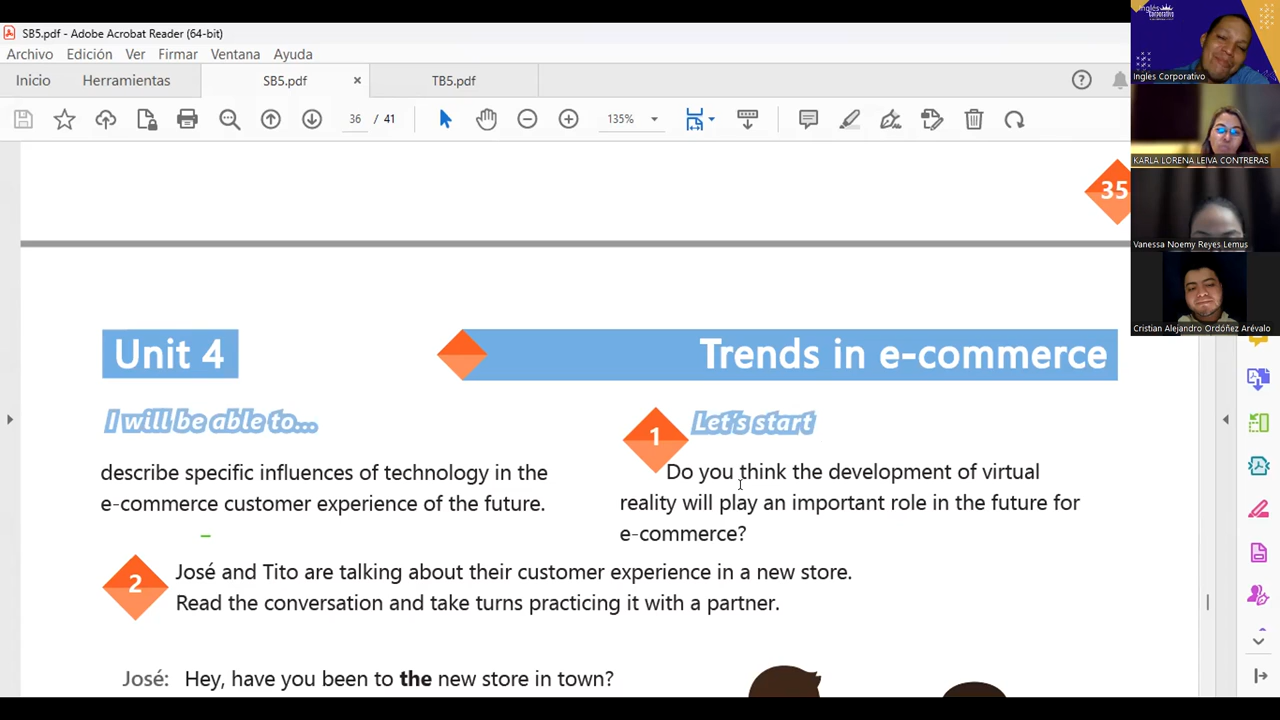 SB5.pdf - Adobe Acrobat Reader (64-bit)
Archivo Edición Ver Firmar Ventana Ayuda
Inicio Herramientas SB5.pdf × TB5.pdf
36 / 41 135%
35
Unit 4 Trends in e-commerce
I will be able to...
describe specific influences of technology in the
e-commerce customer experience of the future.
1 Let's start
Do you think the development of virtual
reality will play an important role in the future for
e-commerce?
2 José and Tito are talking about their customer experience in a new store.
Read the conversation and take turns practicing it with a partner.
José: Hey, have you been to the new store in town?
Inglés
Corporativo
Ingles Corporativo
KARLA LORENA LEIVA CONTRERAS
Vanessa Noemy Reyes Lemus
Cristian Alejandro Ordóñez Arévalo